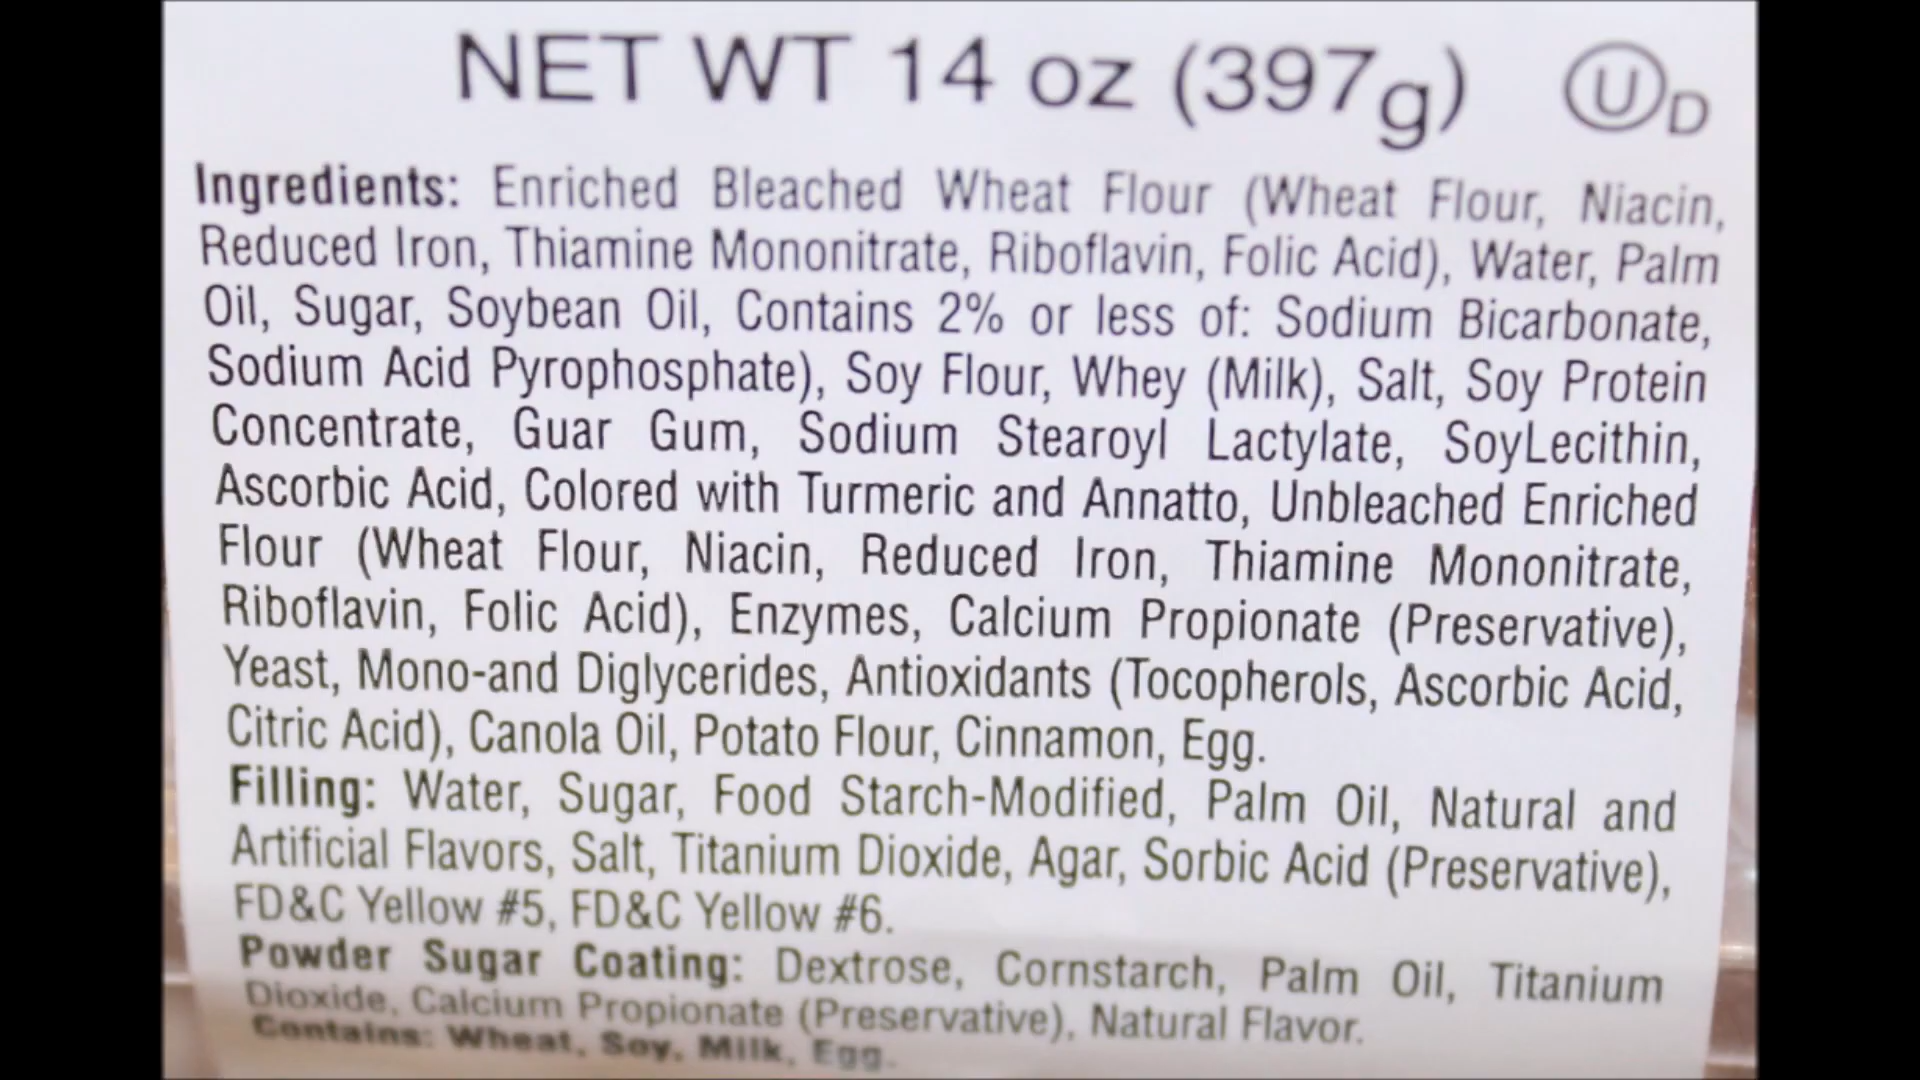 NET WT 14 oz (397g) Ⓤ D
Ingredients: Enriched Bleached Wheat Flour (Wheat Flour, Niacin,
Reduced Iron, Thiamine Mononitrate, Riboflavin, Folic Acid), Water, Palm
Oil, Sugar, Soybean Oil, Contains 2% or less of: Sodium Bicarbonate,
Sodium Acid Pyrophosphate), Soy Flour, Whey (Milk), Salt, Soy Protein
Concentrate, Guar Gum, Sodium Stearoyl Lactylate, SoyLecithin,
Ascorbic Acid, Colored with Turmeric and Annatto, Unbleached Enriched
Flour (Wheat Flour, Niacin, Reduced Iron, Thiamine Mononitrate,
Riboflavin, Folic Acid), Enzymes, Calcium Propionate (Preservative),
Yeast, Mono-and Diglycerides, Antioxidants (Tocopherols, Ascorbic Acid,
Citric Acid), Canola Oil, Potato Flour, Cinnamon, Egg.
Filling: Water, Sugar, Food Starch-Modified, Palm Oil, Natural and
Artificial Flavors, Salt, Titanium Dioxide, Agar, Sorbic Acid (Preservative),
FD&C Yellow #5, FD&C Yellow #6.
Powder Sugar Coating: Dextrose, Cornstarch, Palm Oil, Titanium
Dioxide, Calcium Propionate (Preservative), Natural Flavor.
Contains: Wheat, Soy, Milk, Egg.